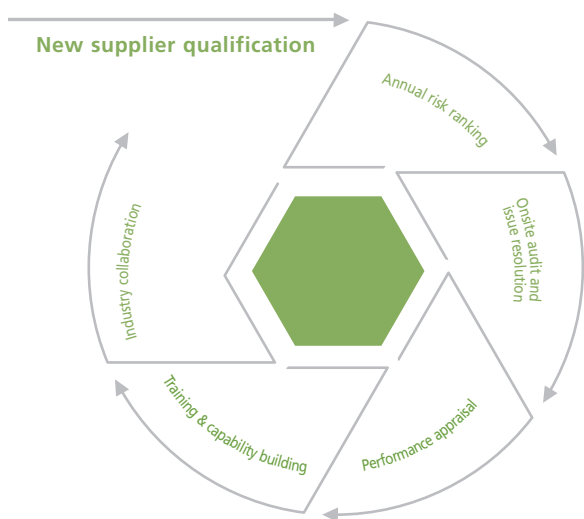 New supplier qualification
Annual risk ranking
Onsite audit and
issue resolution
Performance appraisal
Training & capability building
Industry collaboration